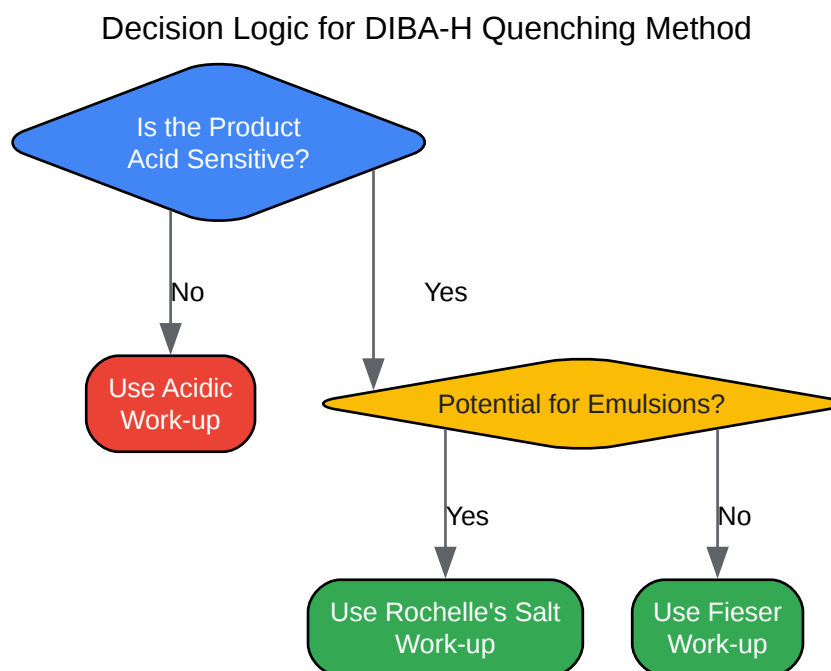 Decision Logic for DIBA-H Quenching Method
Is the Product
Acid Sensitive?
No
Yes
Use Acidic
Work-up
Potential for Emulsions?
Yes
No
Use Rochelle's Salt
Work-up
Use Fieser
Work-up